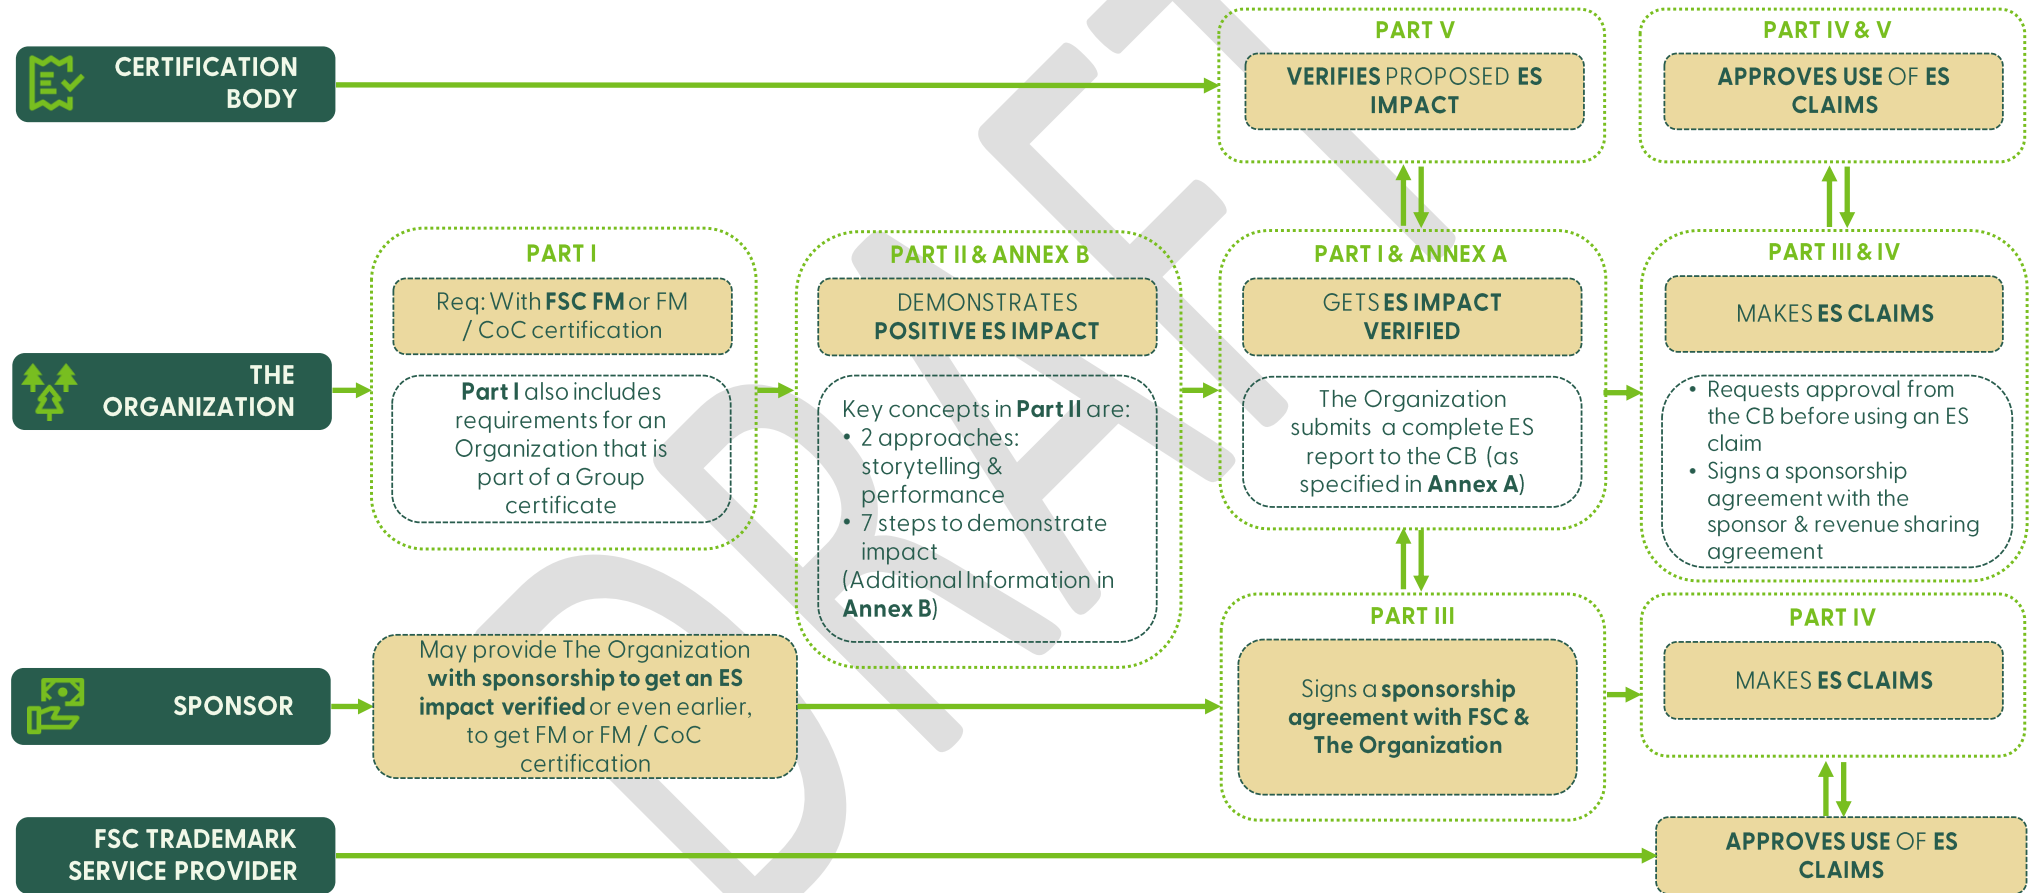 PART V
VERIFIES PROPOSED ES
IMPACT
PART IV & V
APPROVES USE OF ES
CLAIMS
CERTIFICATION
BODY
PART I
Req: With FSC FM or FM
/ CoC certification
Part I also includes
requirements for an
Organization that is
part of a Group
certificate
PART II & ANNEX B
DEMONSTRATES
POSITIVE ES IMPACT
Key concepts in Part II are:
• 2 approaches:
storytelling &
performance
• 7 steps to demonstrate
impact
(Additional Information in
Annex B)
PART I & ANNEX A
GETS ES IMPACT
VERIFIED
The Organization
submits a complete ES
report to the CB (as
specified in Annex A)
PART III & IV
MAKES ES CLAIMS
• Requests approval from
the CB before using an ES
claim
• Signs a sponsorship
agreement with the
sponsor & revenue sharing
agreement
THE
ORGANIZATION
SPONSOR
May provide The Organization
with sponsorship to get an ES
impact verified or even earlier,
to get FM or FM / CoC
certification
PART III
Signs a sponsorship
agreement with FSC &
The Organization
PART IV
MAKES ES CLAIMS
FSC TRADEMARK
SERVICE PROVIDER
APPROVES USE OF ES
CLAIMS
DRAFT